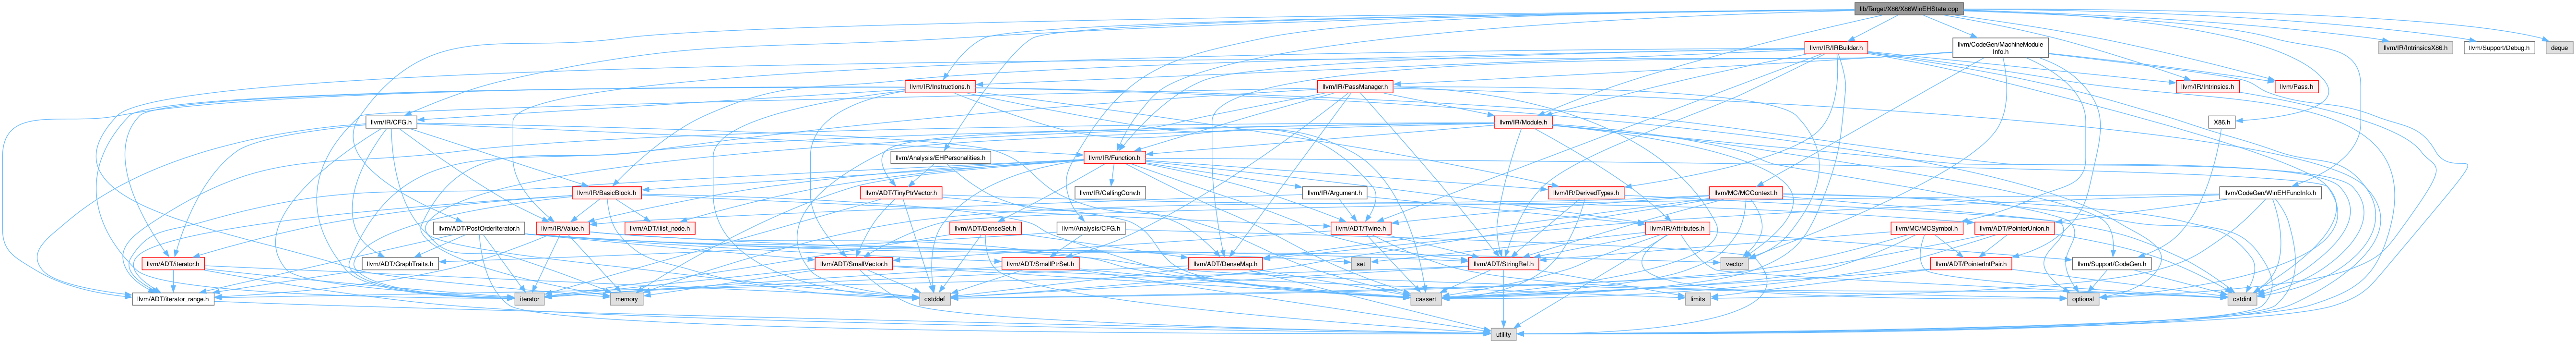 lib/Target/X86/X86WinEHState.cpp
llvm/IR/IRBuilder.h
llvm/CodeGen/MachineModule
Info.h
llvm/IR/IntrinsicsX86.h
llvm/Support/Debug.h
deque
llvm/IR/Instructions.h
llvm/IR/PassManager.h
llvm/IR/Intrinsics.h
llvm/Pass.h
llvm/IR/CFG.h
llvm/IR/Module.h
X86.h
llvm/Analysis/EHPersonalities.h
llvm/IR/Function.h
llvm/IR/BasicBlock.h
llvm/ADT/TinyPtrVector.h
llvm/IR/CallingConv.h
llvm/IR/Argument.h
llvm/IR/DerivedTypes.h
llvm/MC/MCContext.h
llvm/CodeGen/WinEHFuncInfo.h
llvm/ADT/PostOrderIterator.h
llvm/IR/Value.h
llvm/ADT/ilist_node.h
llvm/ADT/DenseSet.h
llvm/Analysis/CFG.h
llvm/ADT/Twine.h
llvm/IR/Attributes.h
llvm/MC/MCSymbol.h
llvm/ADT/PointerUnion.h
llvm/ADT/iterator.h
llvm/ADT/GraphTraits.h
llvm/ADT/SmallVector.h
llvm/ADT/SmallPtrSet.h
llvm/ADT/DenseMap.h
set
llvm/ADT/StringRef.h
vector
llvm/Support/CodeGen.h
llvm/ADT/PointerIntPair.h
llvm/ADT/iterator_range.h
iterator
memory
cstddef
cassert
limits
optional
cstdint
utility